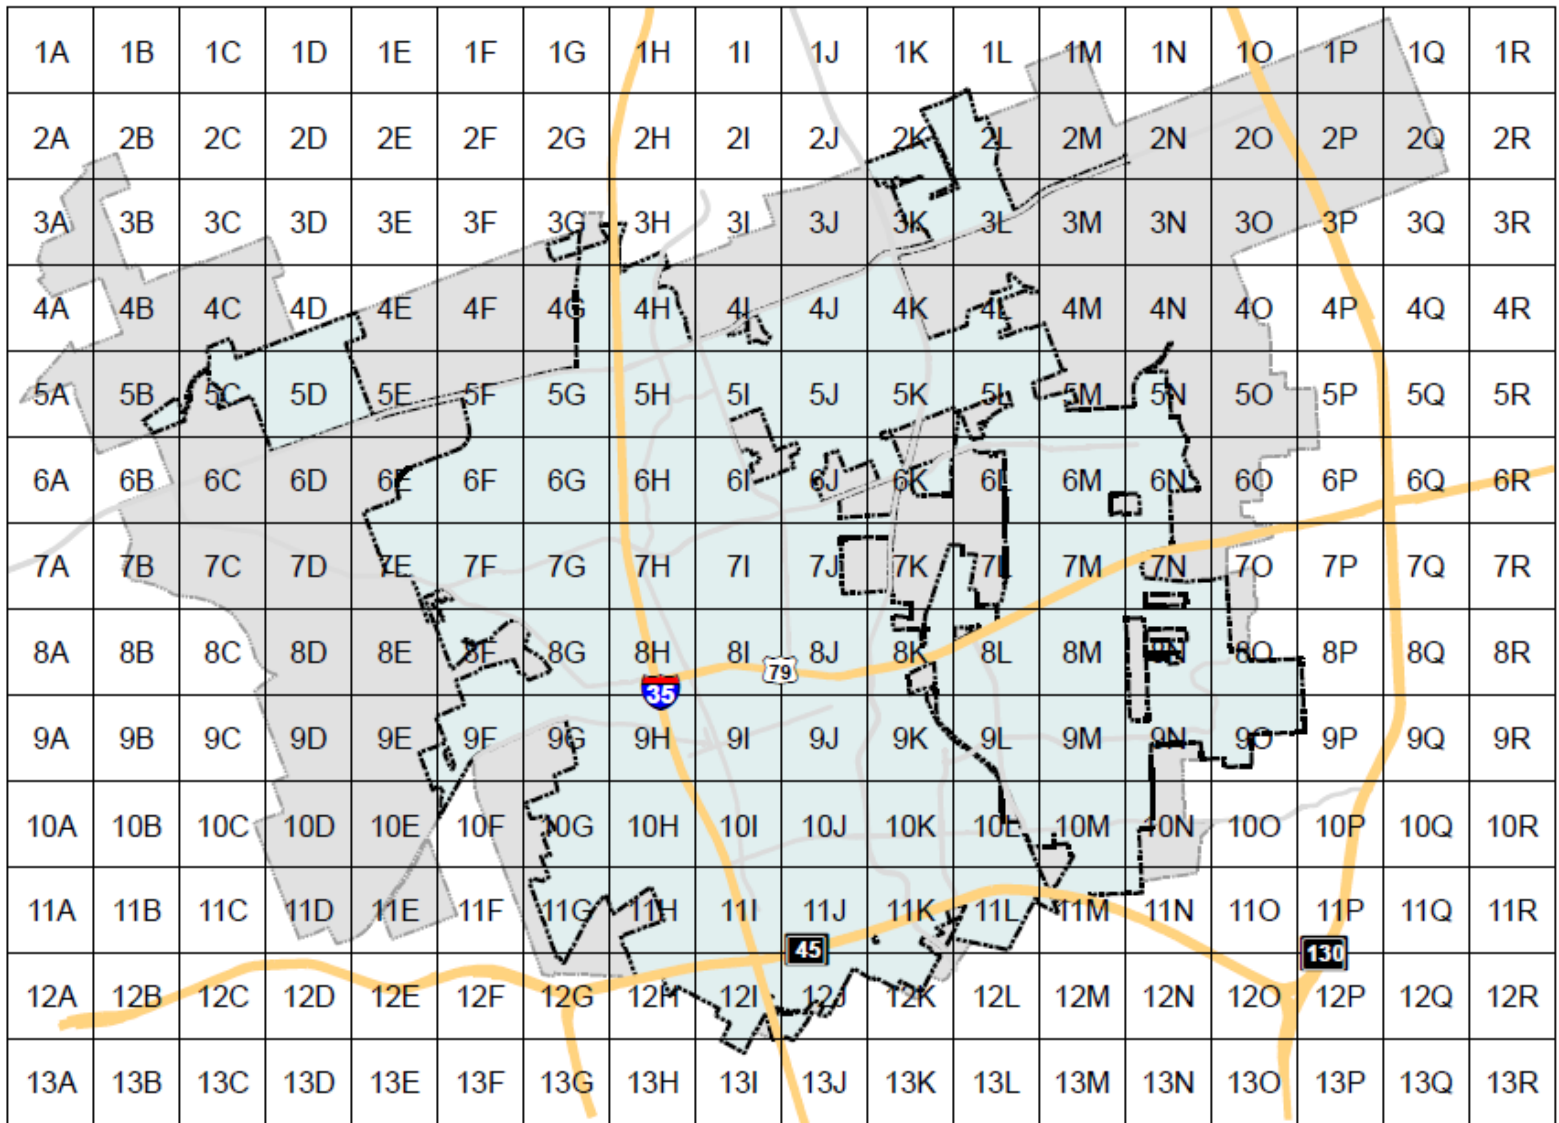 1A 1B 1C 1D 1E 1F 1G 1H 1I 1J 1K 1L 1M 1N 1O 1P 1Q 1R
2A 2B 2C 2D 2E 2F 2G 2H 2I 2J 2K 2L 2M 2N 2O 2P 2Q 2R
3A 3B 3C 3D 3E 3F 3G 3H 3I 3J 3K 3L 3M 3N 3O 3P 3Q 3R
4A 4B 4C 4D 4E 4F 4G 4H 4I 4J 4K 4L 4M 4N 4O 4P 4Q 4R
5A 5B 5C 5D 5E 5F 5G 5H 5I 5J 5K 5L 5M 5N 5O 5P 5Q 5R
6A 6B 6C 6D 6E 6F 6G 6H 6I 6J 6K 6L 6M 6N 6O 6P 6Q 6R
7A 7B 7C 7D 7E 7F 7G 7H 7I 7J 7K 7L 7M 7N 7O 7P 7Q 7R
8A 8B 8C 8D 8E 8F 8G 8H 8I 8J 8K 8L 8M 8N 8O 8P 8Q 8R
79
35
9A 9B 9C 9D 9E 9F 9G 9H 9I 9J 9K 9L 9M 9N 9O 9P 9Q 9R
10A 10B 10C 10D 10E 10F 10G 10H 10I 10J 10K 10L 10M 10N 10O 10P 10Q 10R
11A 11B 11C 11D 11E 11F 11G 11H 11I 11J 11K 11L 11M 11N 11O 11P 11Q 11R
45 130
12A 12B 12C 12D 12E 12F 12G 12H 12I 12J 12K 12L 12M 12N 12O 12P 12Q 12R
13A 13B 13C 13D 13E 13F 13G 13H 13I 13J 13K 13L 13M 13N 13O 13P 13Q 13R